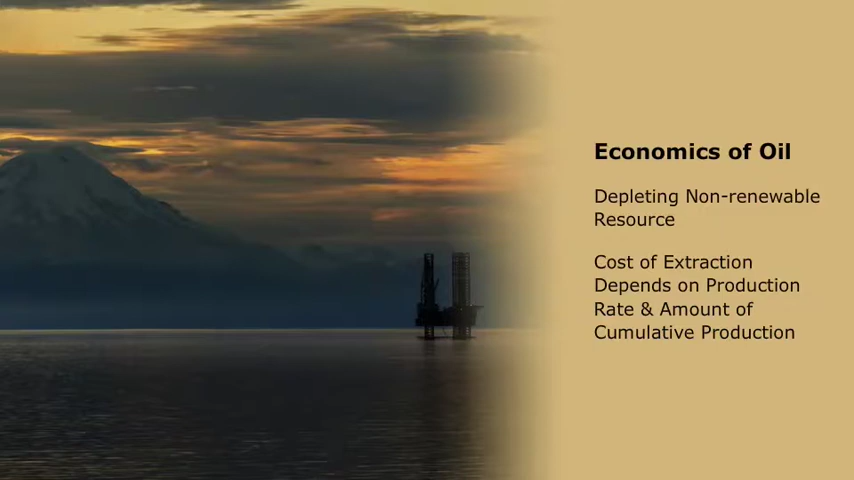 Economics of Oil
Depleting Non-renewable
Resource
Cost of Extraction
Depends on Production
Rate & Amount of
Cumulative Production